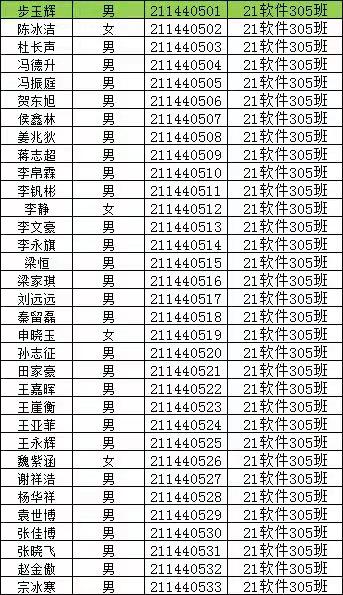 步玉辉 男 211440501 21软件305班
陈冰洁 女 211440502 21软件305班
杜长声 男 211440503 21软件305班
冯德升 男 211440504 21软件305班
冯振庭 男 211440505 21软件305班
贺东旭 男 211440506 21软件305班
侯鑫林 男 211440507 21软件305班
姜兆狄 男 211440508 21软件305班
蒋志超 男 211440509 21软件305班
李帛霖 男 211440510 21软件305班
李钒彬 男 211440511 21软件305班
李静 女 211440512 21软件305班
李文豪 男 211440513 21软件305班
李永旗 男 211440514 21软件305班
梁恒 男 211440515 21软件305班
梁家琪 男 211440516 21软件305班
刘远远 男 211440517 21软件305班
秦留磊 男 211440518 21软件305班
申晓玉 女 211440519 21软件305班
孙志征 男 211440520 21软件305班
田家豪 男 211440521 21软件305班
王嘉晖 男 211440522 21软件305班
王崖衡 男 211440523 21软件305班
王亚菲 男 211440524 21软件305班
王永辉 男 211440525 21软件305班
魏紫涵 女 211440526 21软件305班
谢祥洁 男 211440527 21软件305班
杨华祥 男 211440528 21软件305班
袁世博 男 211440529 21软件305班
张佳博 男 211440530 21软件305班
张晓飞 男 211440531 21软件305班
赵金傲 男 211440532 21软件305班
宗冰寒 男 211440533 21软件305班